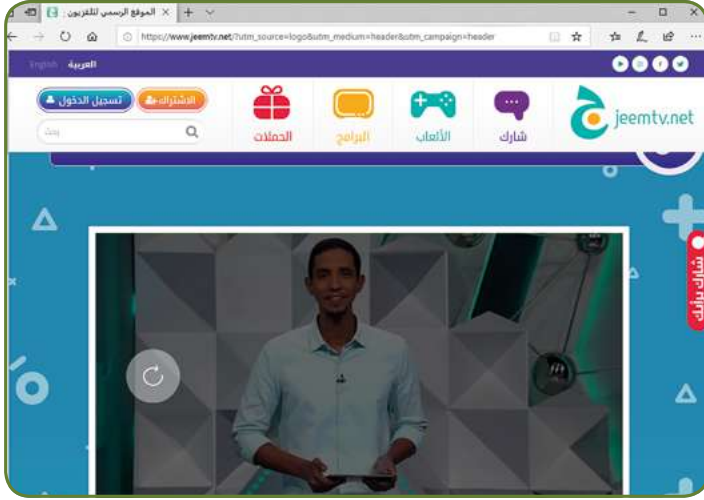 الموقع الرسمي لتلفزيون
https://www.jeemtv.net/?utm_source=logo&utm_medium=header&utm_campaign=header
English العربية
jeemtv.net
شارك
الألعاب
البرامج
الحملات
الاشتراك
تسجيل الدخول
بحث
شارك برأيك